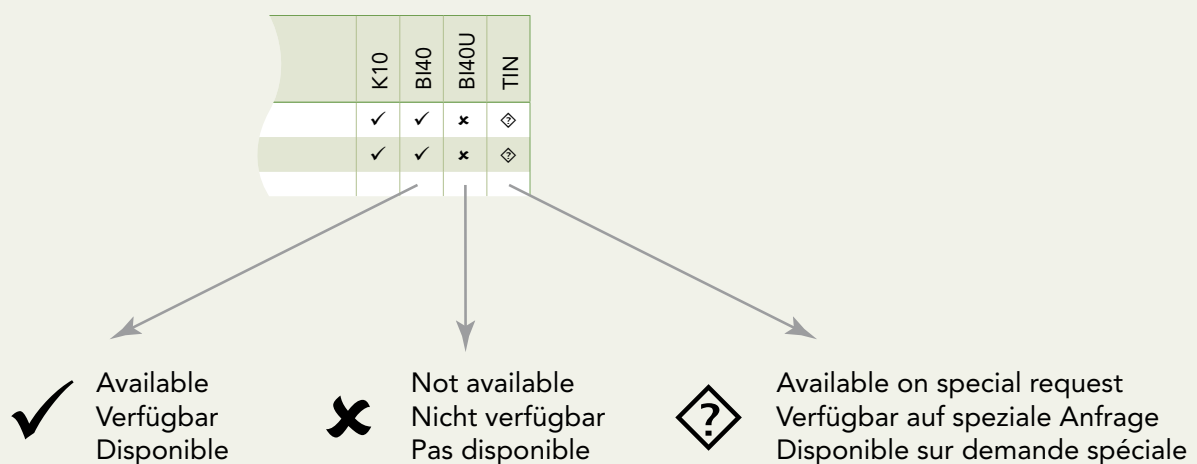 K10 BI40 BI40U TIN
✓ ✓ ✗ ?
✓ ✓ ✗ ?
✓ Available
Verfügbar
Disponible
✗ Not available
Nicht verfügbar
Pas disponible
? Available on special request
Verfügbar auf speziale Anfrage
Disponible sur demande spéciale